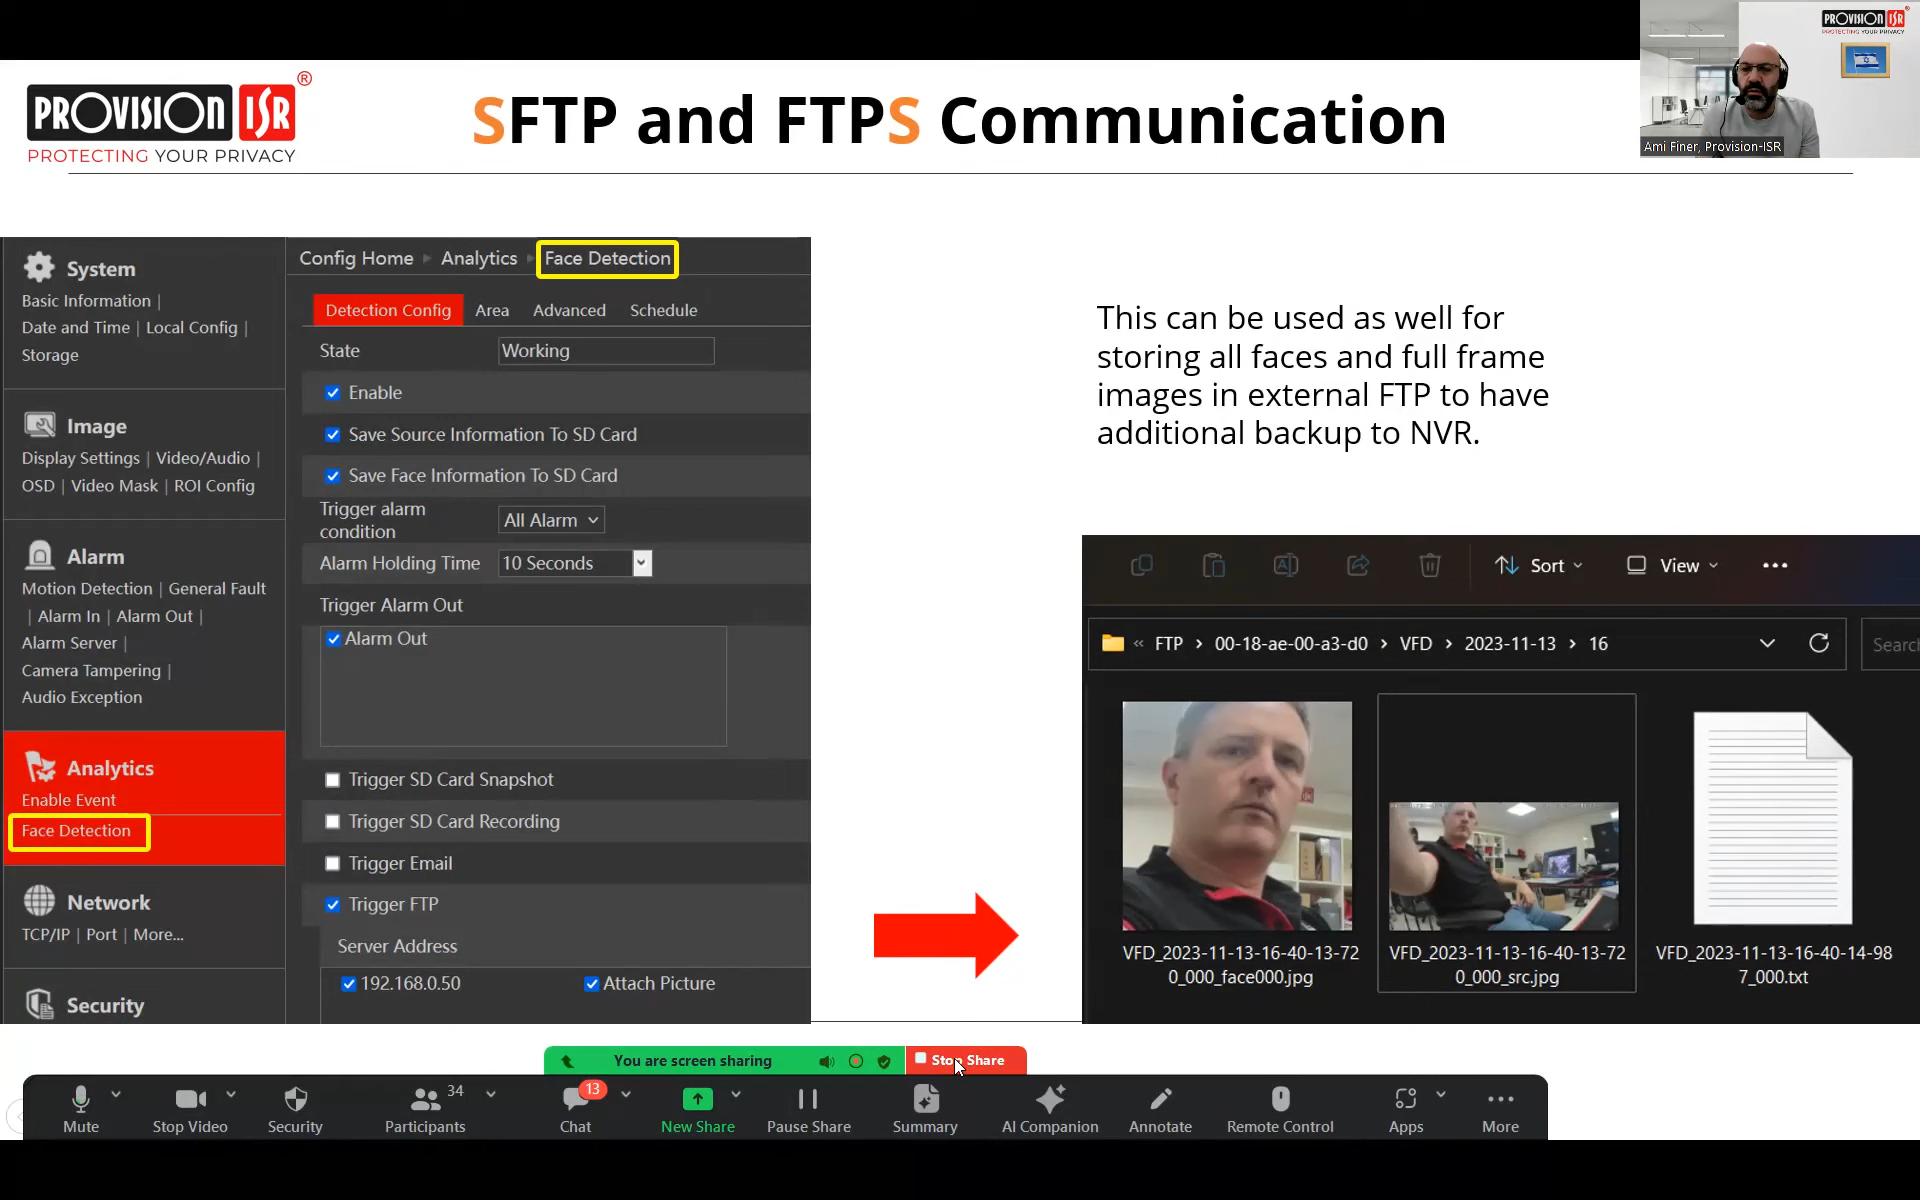 PROVISION ISR®
PROTECTING YOUR PRIVACY
SFTP and FTPS Communication
PROVISION ISR
PROTECTING YOUR PRIVACY
Ami Finer, Provision-ISR
System
Basic Information |
Date and Time | Local Config |
Storage
Image
Display Settings | Video/Audio |
OSD | Video Mask | ROI Config
Alarm
Motion Detection | General Fault
| Alarm In | Alarm Out |
Alarm Server |
Camera Tampering |
Audio Exception
Analytics
Enable Event
Face Detection
Network
TCP/IP | Port | More...
Security
Config Home ▸ Analytics ▸ Face Detection
Detection Config Area Advanced Schedule
State Working
Enable
Save Source Information To SD Card
Save Face Information To SD Card
Trigger alarm
condition
All Alarm
Alarm Holding Time 10 Seconds
Trigger Alarm Out
Alarm Out
Trigger SD Card Snapshot
Trigger SD Card Recording
Trigger Email
Trigger FTP
Server Address
192.168.0.50 Attach Picture
This can be used as well for
storing all faces and full frame
images in external FTP to have
additional backup to NVR.
Sort View ...
« FTP > 00-18-ae-00-a3-d0 > VFD > 2023-11-13 > 16
Search
VFD_2023-11-13-16-40-13-72
0_000_face000.jpg
VFD_2023-11-13-16-40-13-72
0_000_src.jpg
VFD_2023-11-13-16-40-14-98
7_000.txt
You are screen sharing Stop Share
Mute
Stop Video
Security
34
Participants
13
Chat
New Share
Pause Share
Summary
AI Companion
Annotate
Remote Control
Apps
More